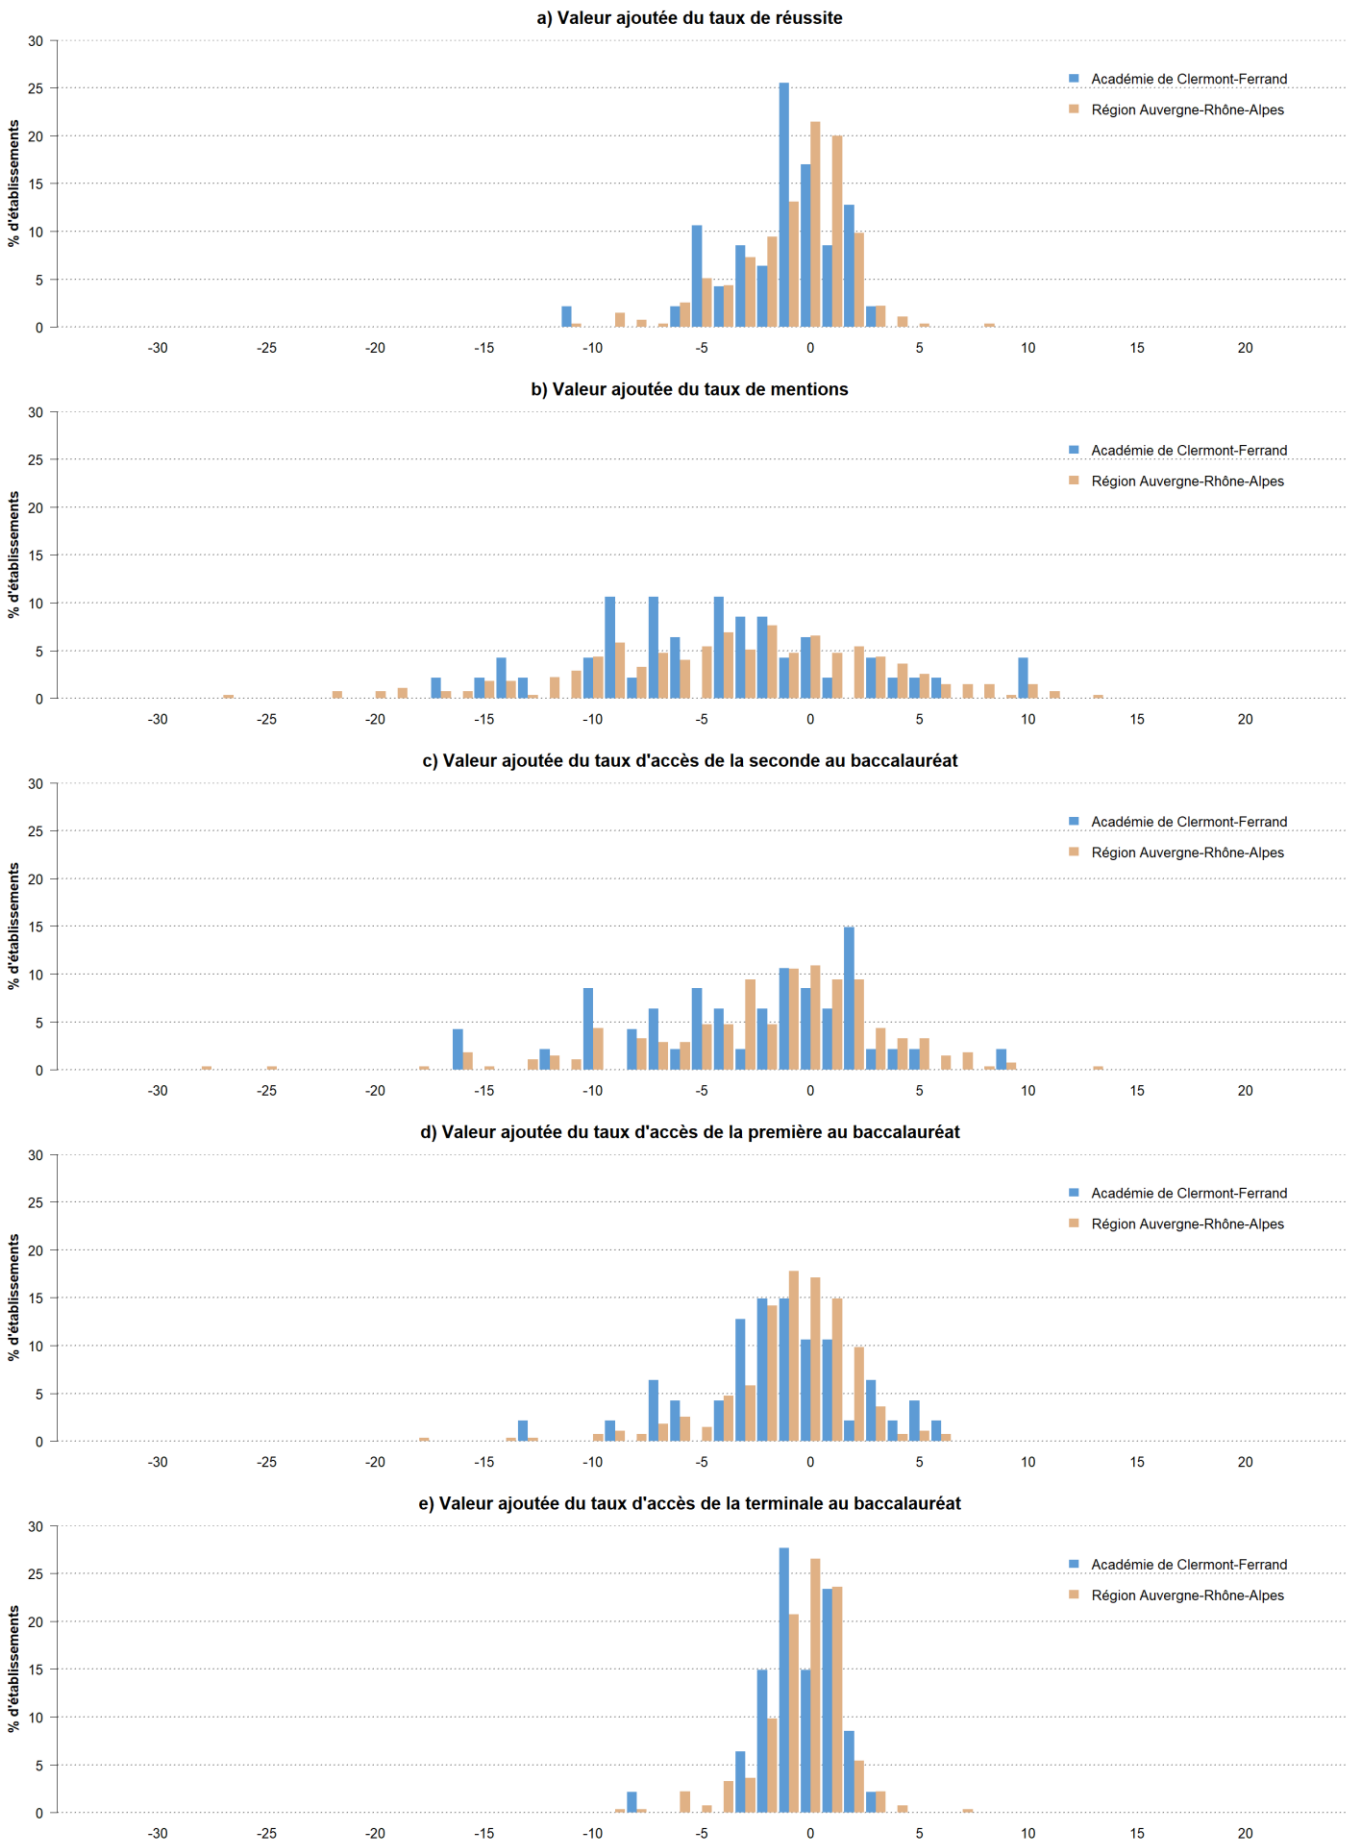 a) Valeur ajoutée du taux de réussite
30
25
20
15
10
5
0
% d'établissements
Académie de Clermont-Ferrand
Région Auvergne-Rhône-Alpes
-30 -25 -20 -15 -10 -5 0 5 10 15 20
b) Valeur ajoutée du taux de mentions
30
25
20
15
10
5
0
% d'établissements
Académie de Clermont-Ferrand
Région Auvergne-Rhône-Alpes
-30 -25 -20 -15 -10 -5 0 5 10 15 20
c) Valeur ajoutée du taux d'accès de la seconde au baccalauréat
30
25
20
15
10
5
0
% d'établissements
Académie de Clermont-Ferrand
Région Auvergne-Rhône-Alpes
-30 -25 -20 -15 -10 -5 0 5 10 15 20
d) Valeur ajoutée du taux d'accès de la première au baccalauréat
30
25
20
15
10
5
0
% d'établissements
Académie de Clermont-Ferrand
Région Auvergne-Rhône-Alpes
-30 -25 -20 -15 -10 -5 0 5 10 15 20
e) Valeur ajoutée du taux d'accès de la terminale au baccalauréat
30
25
20
15
10
5
0
% d'établissements
Académie de Clermont-Ferrand
Région Auvergne-Rhône-Alpes
-30 -25 -20 -15 -10 -5 0 5 10 15 20